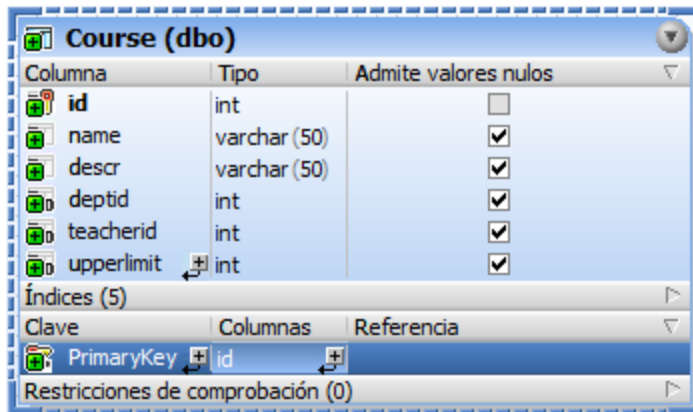 Course (dbo)
Columna Tipo Admite valores nulos
id int
name varchar (50)
descr varchar (50)
deptid int
teacherid int
upperlimit int
Índices (5)
Clave Columnas Referencia
PrimaryKey id
Restricciones de comprobación (0)